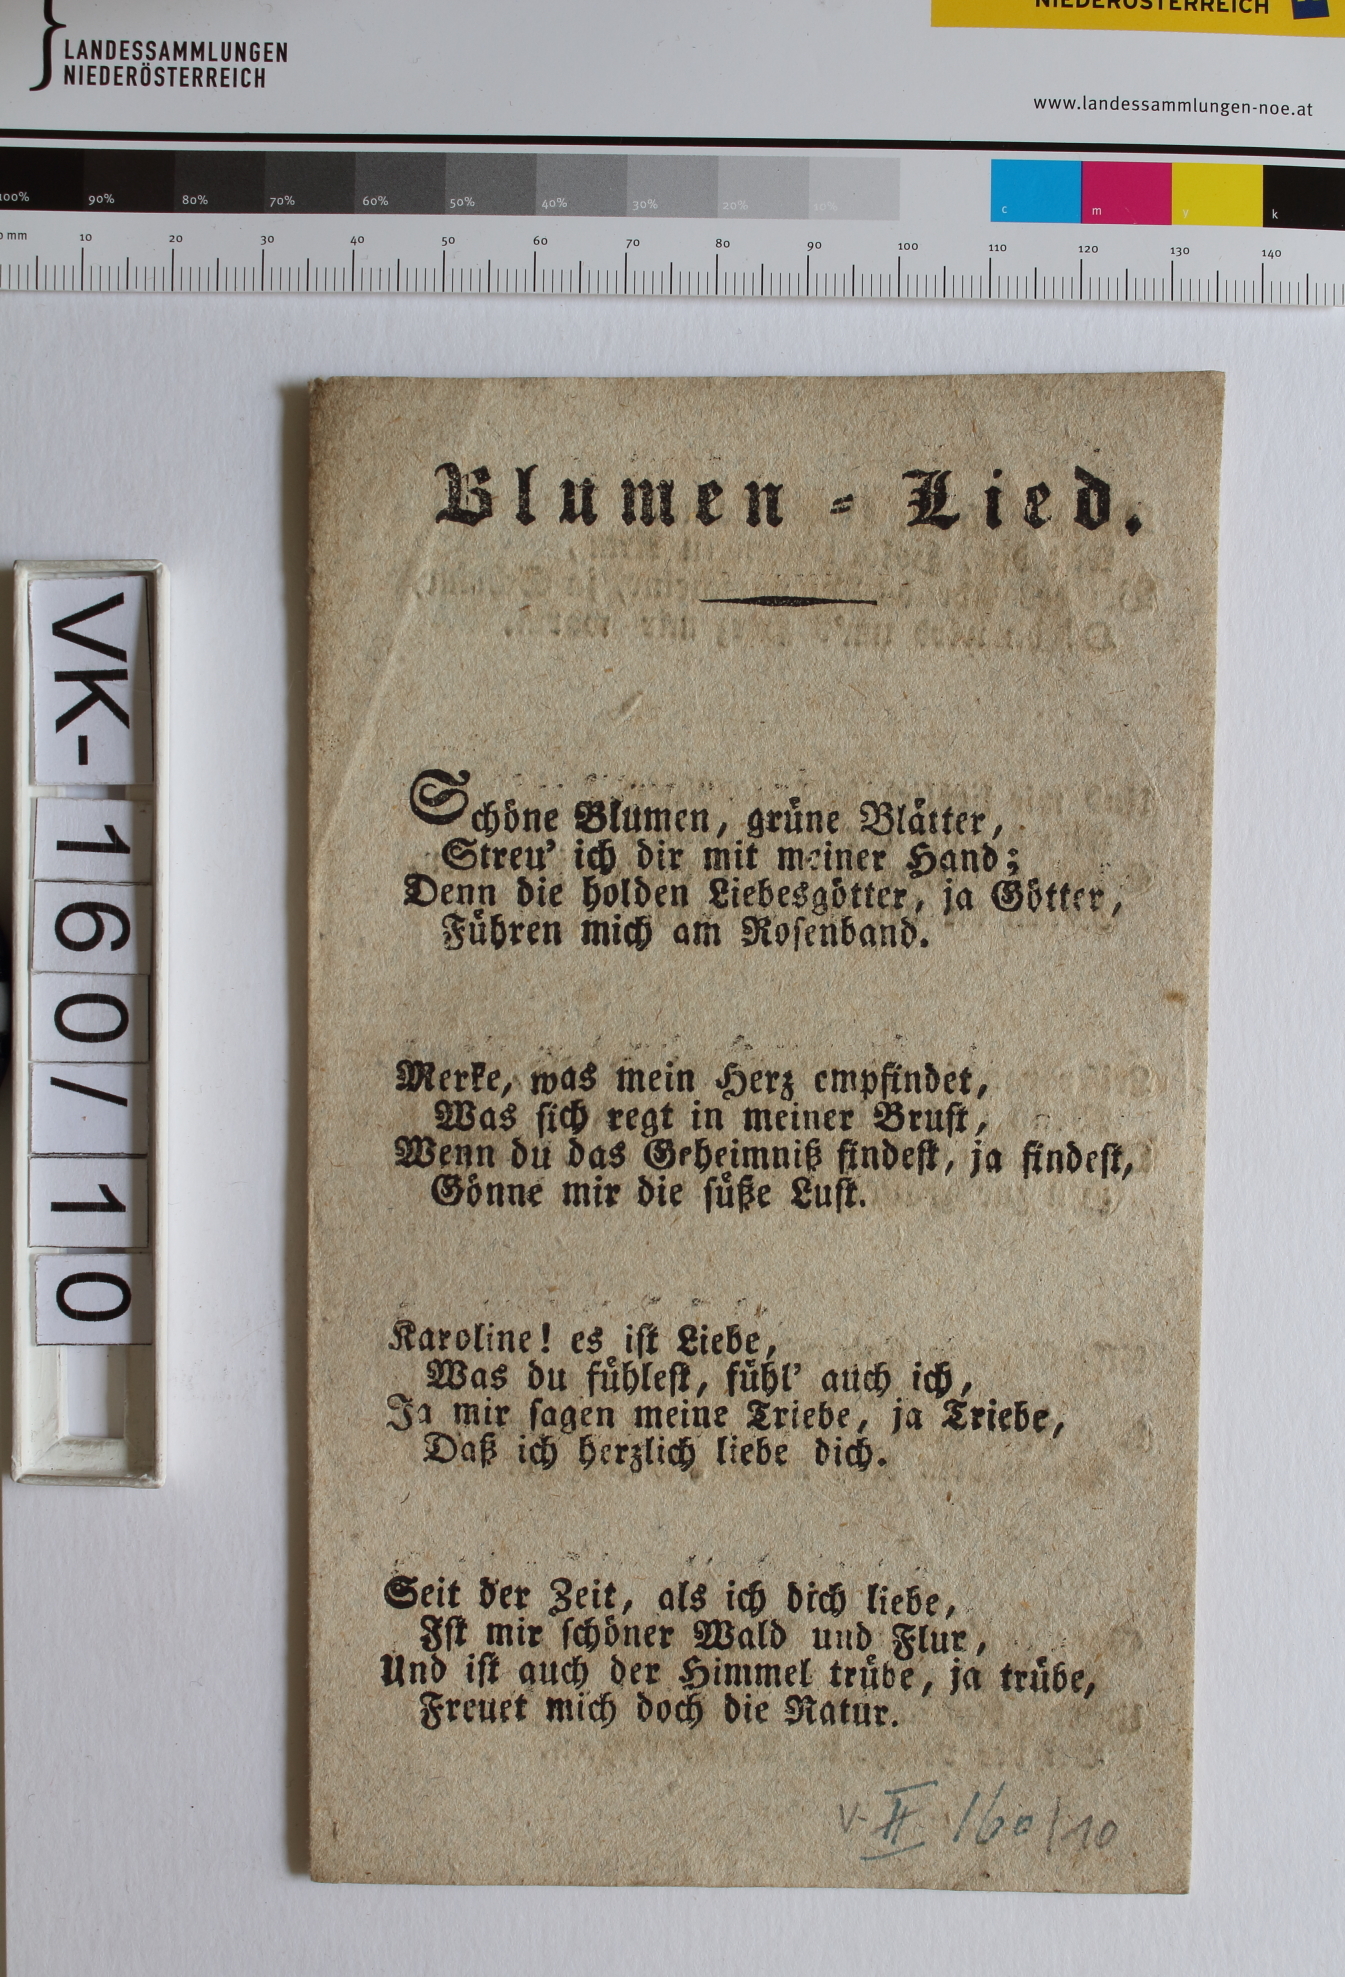 NIEDERÖSTERREICH
LANDESSAMMLUNGEN
NIEDERÖSTERREICH
www.landessammlungen-noe.at
100% 90% 80% 70% 60% 50% 40% 30% 20% 10% c m y k
0 mm 10 20 30 40 50 60 70 80 90 100 110 120 130 140
VK-160/10
Blumen = Lied.
Schöne Blumen, grüne Blätter,
Streu' ich dir mit meiner Hand;
Denn die holden Liebesgötter, ja Götter,
Führen mich am Rosenband.
Merke, was mein Herz empfindet,
Was sich regt in meiner Brust,
Wenn du das Geheimniß findest, ja findest,
Gönne mir die süße Lust.
Karoline! es ist Liebe,
Was du fühlest, fühl' auch ich,
Ja mir sagen meine Triebe, ja Triebe,
Daß ich herzlich liebe dich.
Seit der Zeit, als ich dich liebe,
Ist mir schöner Wald und Flur,
Und ist auch der Himmel trübe, ja trübe,
Freuet mich doch die Natur.
V-II 160/10